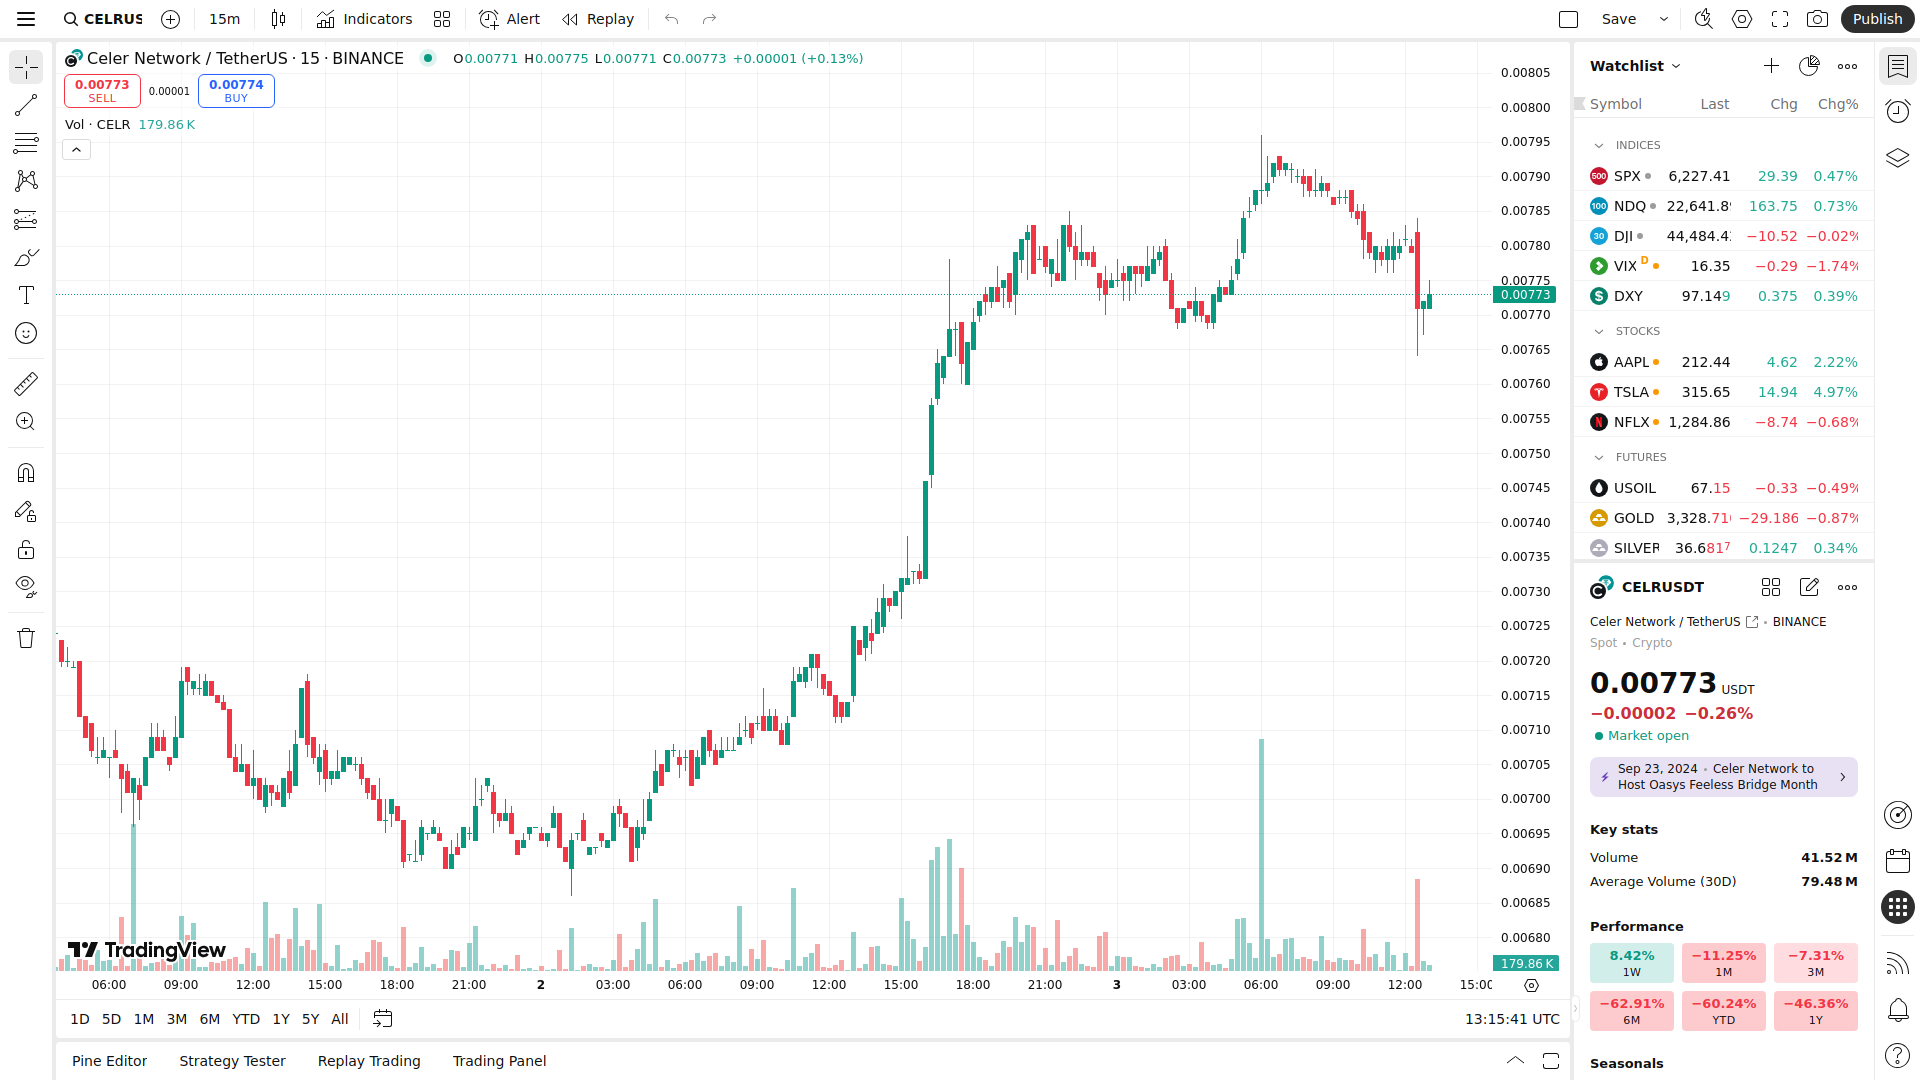 CELRUS
15m
Indicators
Alert
Replay
Save
Publish
Celer Network / TetherUS · 15 · BINANCE
O0.00771 H0.00775 L0.00771 C0.00773 +0.00001 (+0.13%)
0.00773
SELL
0.00001
0.00774
BUY
Vol · CELR 179.86 K
0.00805
0.00800
0.00795
0.00790
0.00785
0.00780
0.00775
0.00773
0.00770
0.00765
0.00760
0.00755
0.00750
0.00745
0.00740
0.00735
0.00730
0.00725
0.00720
0.00715
0.00710
0.00705
0.00700
0.00695
0.00690
0.00685
0.00680
179.86 K
TradingView
06:00 09:00 12:00 15:00 18:00 21:00 2 03:00 06:00 09:00 12:00 15:00 18:00 21:00 3 03:00 06:00 09:00 12:00 15:00
1D 5D 1M 3M 6M YTD 1Y 5Y All
13:15:41 UTC
Pine Editor
Strategy Tester
Replay Trading
Trading Panel
Watchlist
Symbol Last Chg Chg%
INDICES
500 SPX 6,227.41 29.39 0.47%
100 NDQ 22,641.89 163.75 0.73%
30 DJI 44,484.42 −10.52 −0.02%
VIX D 16.35 −0.29 −1.74%
$ DXY 97.149 0.375 0.39%
STOCKS
AAPL 212.44 4.62 2.22%
TSLA 315.65 14.94 4.97%
N NFLX 1,284.86 −8.74 −0.68%
FUTURES
USOIL 67.15 −0.33 −0.49%
GOLD 3,328.710 −29.186 −0.87%
SILVER 36.6817 0.1247 0.34%
CELRUSDT
Celer Network / TetherUS • BINANCE
Spot • Crypto
0.00773 USDT
−0.00002 −0.26%
Market open
Sep 23, 2024 • Celer Network to
Host Oasys Feeless Bridge Month
Key stats
Volume 41.52 M
Average Volume (30D) 79.48 M
Performance
8.42%
1W
−11.25%
1M
−7.31%
3M
−62.91%
6M
−60.24%
YTD
−46.36%
1Y
Seasonals